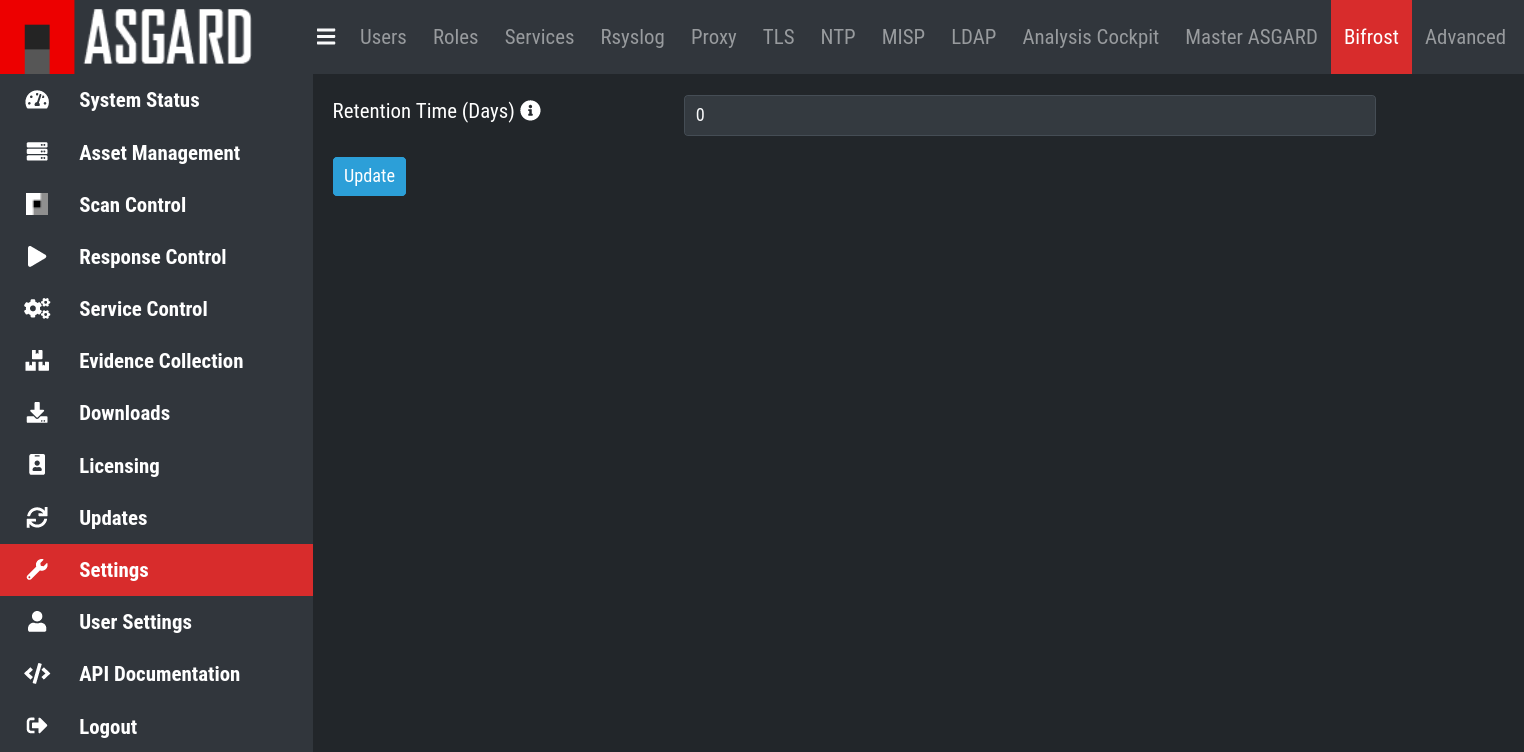 ASGARD
Users Roles Services Rsyslog Proxy TLS NTP MISP LDAP Analysis Cockpit Master ASGARD Bifrost Advanced
System Status
Asset Management
Scan Control
Response Control
Service Control
Evidence Collection
Downloads
Licensing
Updates
Settings
User Settings
API Documentation
Logout
Retention Time (Days)
0
Update